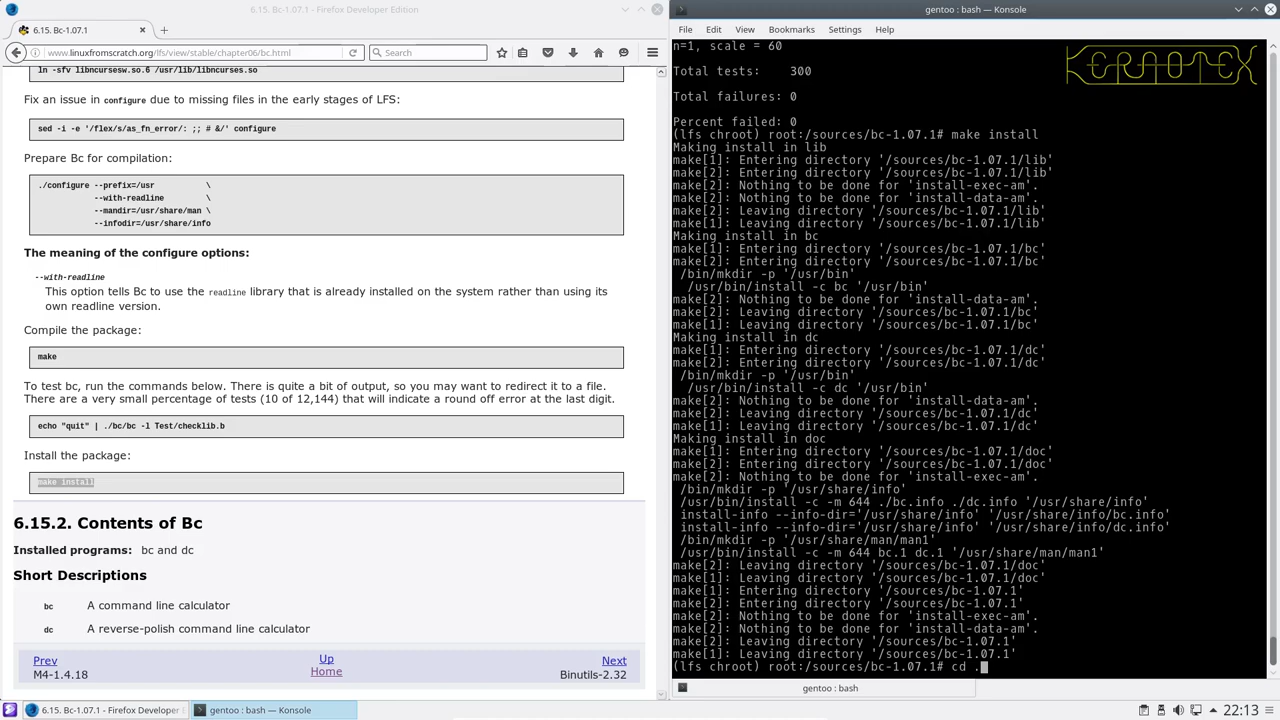 6.15. Bc-1.07.1 - Firefox Developer Edition
6.15. Bc-1.07.1
www.linuxfromscratch.org/lfs/view/stable/chapter06/bc.html
Search
ln -sfv libncursesw.so.6 /usr/lib/libncurses.so
Fix an issue in configure due to missing files in the early stages of LFS:
sed -i -e '/flex/s/as_fn_error/: ;; # &/' configure
Prepare Bc for compilation:
./configure --prefix=/usr \
--with-readline \
--mandir=/usr/share/man \
--infodir=/usr/share/info
The meaning of the configure options:
--with-readline
This option tells Bc to use the readline library that is already installed on the system rather than using its
own readline version.
Compile the package:
make
To test bc, run the commands below. There is quite a bit of output, so you may want to redirect it to a file.
There are a very small percentage of tests (10 of 12,144) that will indicate a round off error at the last digit.
echo "quit" | ./bc/bc -l Test/checklib.b
Install the package:
make install
6.15.2. Contents of Bc
Installed programs: bc and dc
Short Descriptions
bc A command line calculator
dc A reverse-polish command line calculator
Prev Up Next
M4-1.4.18 Home Binutils-2.32
gentoo : bash — Konsole
File Edit View Bookmarks Settings Help
KERAOTEX
n=1, scale = 60
Total tests: 300
Total failures: 0
Percent failed: 0
(lfs chroot) root:/sources/bc-1.07.1# make install
Making install in lib
make[1]: Entering directory '/sources/bc-1.07.1/lib'
make[2]: Entering directory '/sources/bc-1.07.1/lib'
make[2]: Nothing to be done for 'install-exec-am'.
make[2]: Nothing to be done for 'install-data-am'.
make[2]: Leaving directory '/sources/bc-1.07.1/lib'
make[1]: Leaving directory '/sources/bc-1.07.1/lib'
Making install in bc
make[1]: Entering directory '/sources/bc-1.07.1/bc'
make[2]: Entering directory '/sources/bc-1.07.1/bc'
/bin/mkdir -p '/usr/bin'
/usr/bin/install -c bc '/usr/bin'
make[2]: Nothing to be done for 'install-data-am'.
make[2]: Leaving directory '/sources/bc-1.07.1/bc'
make[1]: Leaving directory '/sources/bc-1.07.1/bc'
Making install in dc
make[1]: Entering directory '/sources/bc-1.07.1/dc'
make[2]: Entering directory '/sources/bc-1.07.1/dc'
/bin/mkdir -p '/usr/bin'
/usr/bin/install -c dc '/usr/bin'
make[2]: Nothing to be done for 'install-data-am'.
make[2]: Leaving directory '/sources/bc-1.07.1/dc'
make[1]: Leaving directory '/sources/bc-1.07.1/dc'
Making install in doc
make[1]: Entering directory '/sources/bc-1.07.1/doc'
make[2]: Entering directory '/sources/bc-1.07.1/doc'
make[2]: Nothing to be done for 'install-exec-am'.
/bin/mkdir -p '/usr/share/info'
/usr/bin/install -c -m 644 ./bc.info ./dc.info '/usr/share/info'
install-info --info-dir='/usr/share/info' '/usr/share/info/bc.info'
install-info --info-dir='/usr/share/info' '/usr/share/info/dc.info'
/bin/mkdir -p '/usr/share/man/man1'
/usr/bin/install -c -m 644 bc.1 dc.1 '/usr/share/man/man1'
make[2]: Leaving directory '/sources/bc-1.07.1/doc'
make[1]: Leaving directory '/sources/bc-1.07.1/doc'
make[1]: Entering directory '/sources/bc-1.07.1'
make[2]: Entering directory '/sources/bc-1.07.1'
make[2]: Nothing to be done for 'install-exec-am'.
make[2]: Nothing to be done for 'install-data-am'.
make[2]: Leaving directory '/sources/bc-1.07.1'
make[1]: Leaving directory '/sources/bc-1.07.1'
(lfs chroot) root:/sources/bc-1.07.1# cd .
gentoo : bash
6.15. Bc-1.07.1 - Firefox Developer E
gentoo : bash — Konsole
22:13